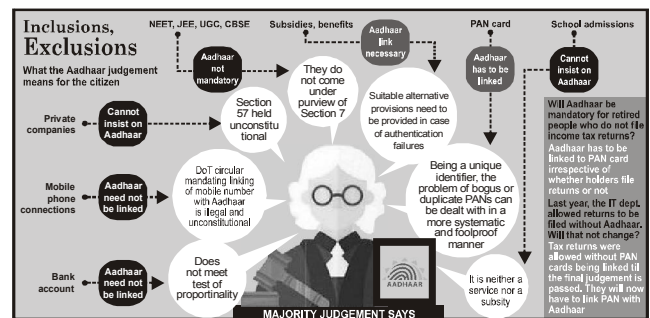 Inclusions,
Exclusions
What the Aadhaar judgement
means for the citizen
NEET, JEE, UGC, CBSE
Aadhaar
not
mandatory
They do
not come
under
purview of
Section 7
Subsidies, benefits
Aadhaar
link
necessary
Suitable alternative
provisions need to
be provided in case
of authentication
failures
PAN card
Aadhaar
has to be
linked
Being a unique
identifier, the
problem of bogus or
duplicate PANs can
be dealt with in a
more systematic
and foolproof
manner
School admissions
Cannot
insist on
Aadhaar
It is neither a
service nor a
subsity
Private
companies
Cannot
insist on
Aadhaar
Section
57 held
unconstitu
tional
Mobile
phone
connections
Aadhaar
need not
be linked
DoT circular
mandating linking
of mobile number
with Aadhaar
is illegal and
unconstitutional
Bank
account
Aadhaar
need not
be linked
Does
not meet
test of
proportinality
AADHAAR
MAJORITY JUDGEMENT SAYS
Will Aadhaar be
mandatory for retired
people who do not file
income tax returns?
Aadhaar has to be
linked to PAN card
irrespective of
whether holders file
returns or not
Last year, the IT dept.
allowed returns to be
filed without Aadhaar.
Will that not change?
Tax returns were
allowed without PAN
cards being linked til
the final judgement is
passed. They will now
have to link PAN with
Aadhaar